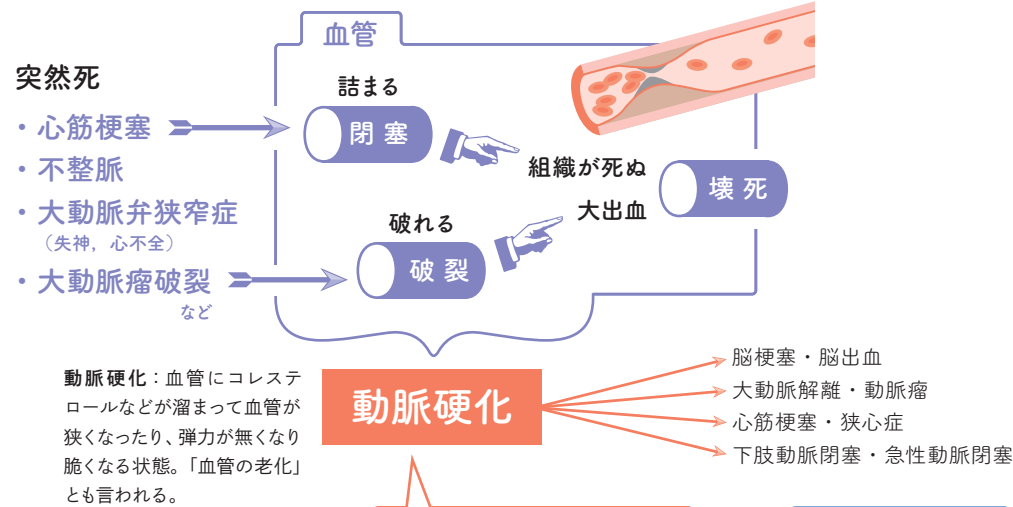 血管
突然死
・心筋梗塞
・不整脈
・大動脈弁狭窄症
（失神，心不全）
・大動脈瘤破裂
など
詰まる
閉塞
破れる
破裂
組織が死ぬ
大出血
壊死
動脈硬化：血管にコレステ
ロールなどが溜まって血管が
狭くなったり、弾力が無くなり
脆くなる状態。「血管の老化」
とも言われる。
動脈硬化
脳梗塞・脳出血
大動脈解離・動脈瘤
心筋梗塞・狭心症
下肢動脈閉塞・急性動脈閉塞